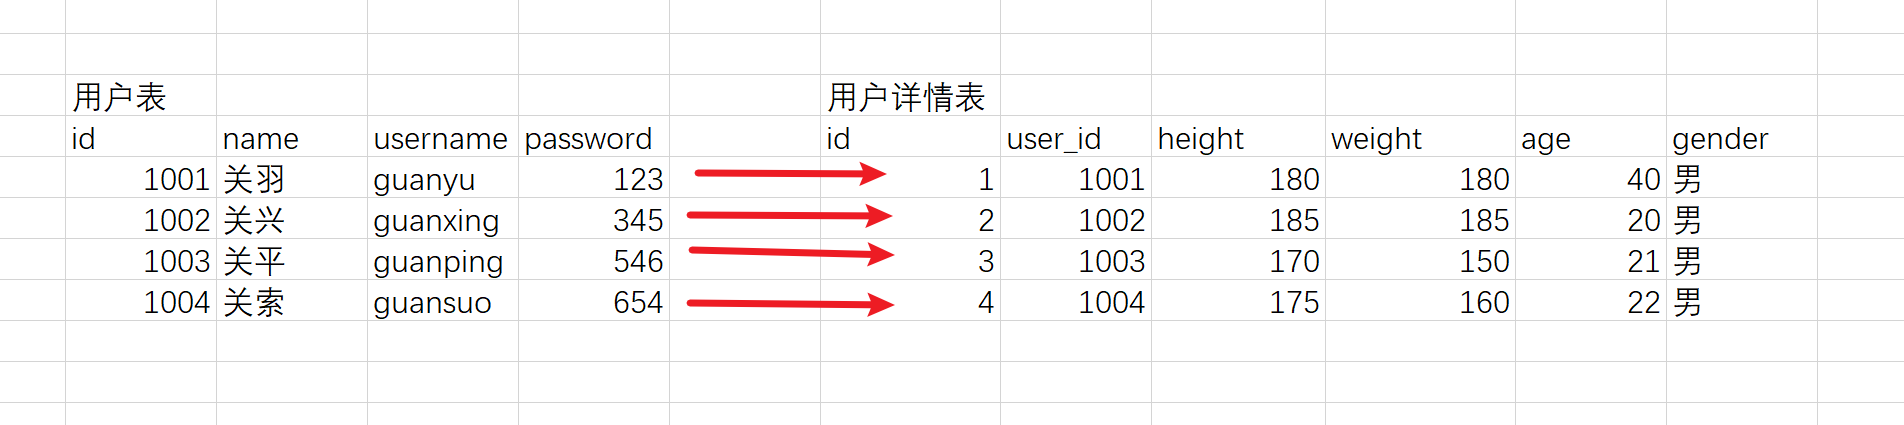 用户表 用户详情表
id name username password id user_id height weight age gender
1001 关羽 guanyu 123 1 1001 180 180 40 男
1002 关兴 guanxing 345 2 1002 185 185 20 男
1003 关平 guanping 546 3 1003 170 150 21 男
1004 关索 guansuo 654 4 1004 175 160 22 男